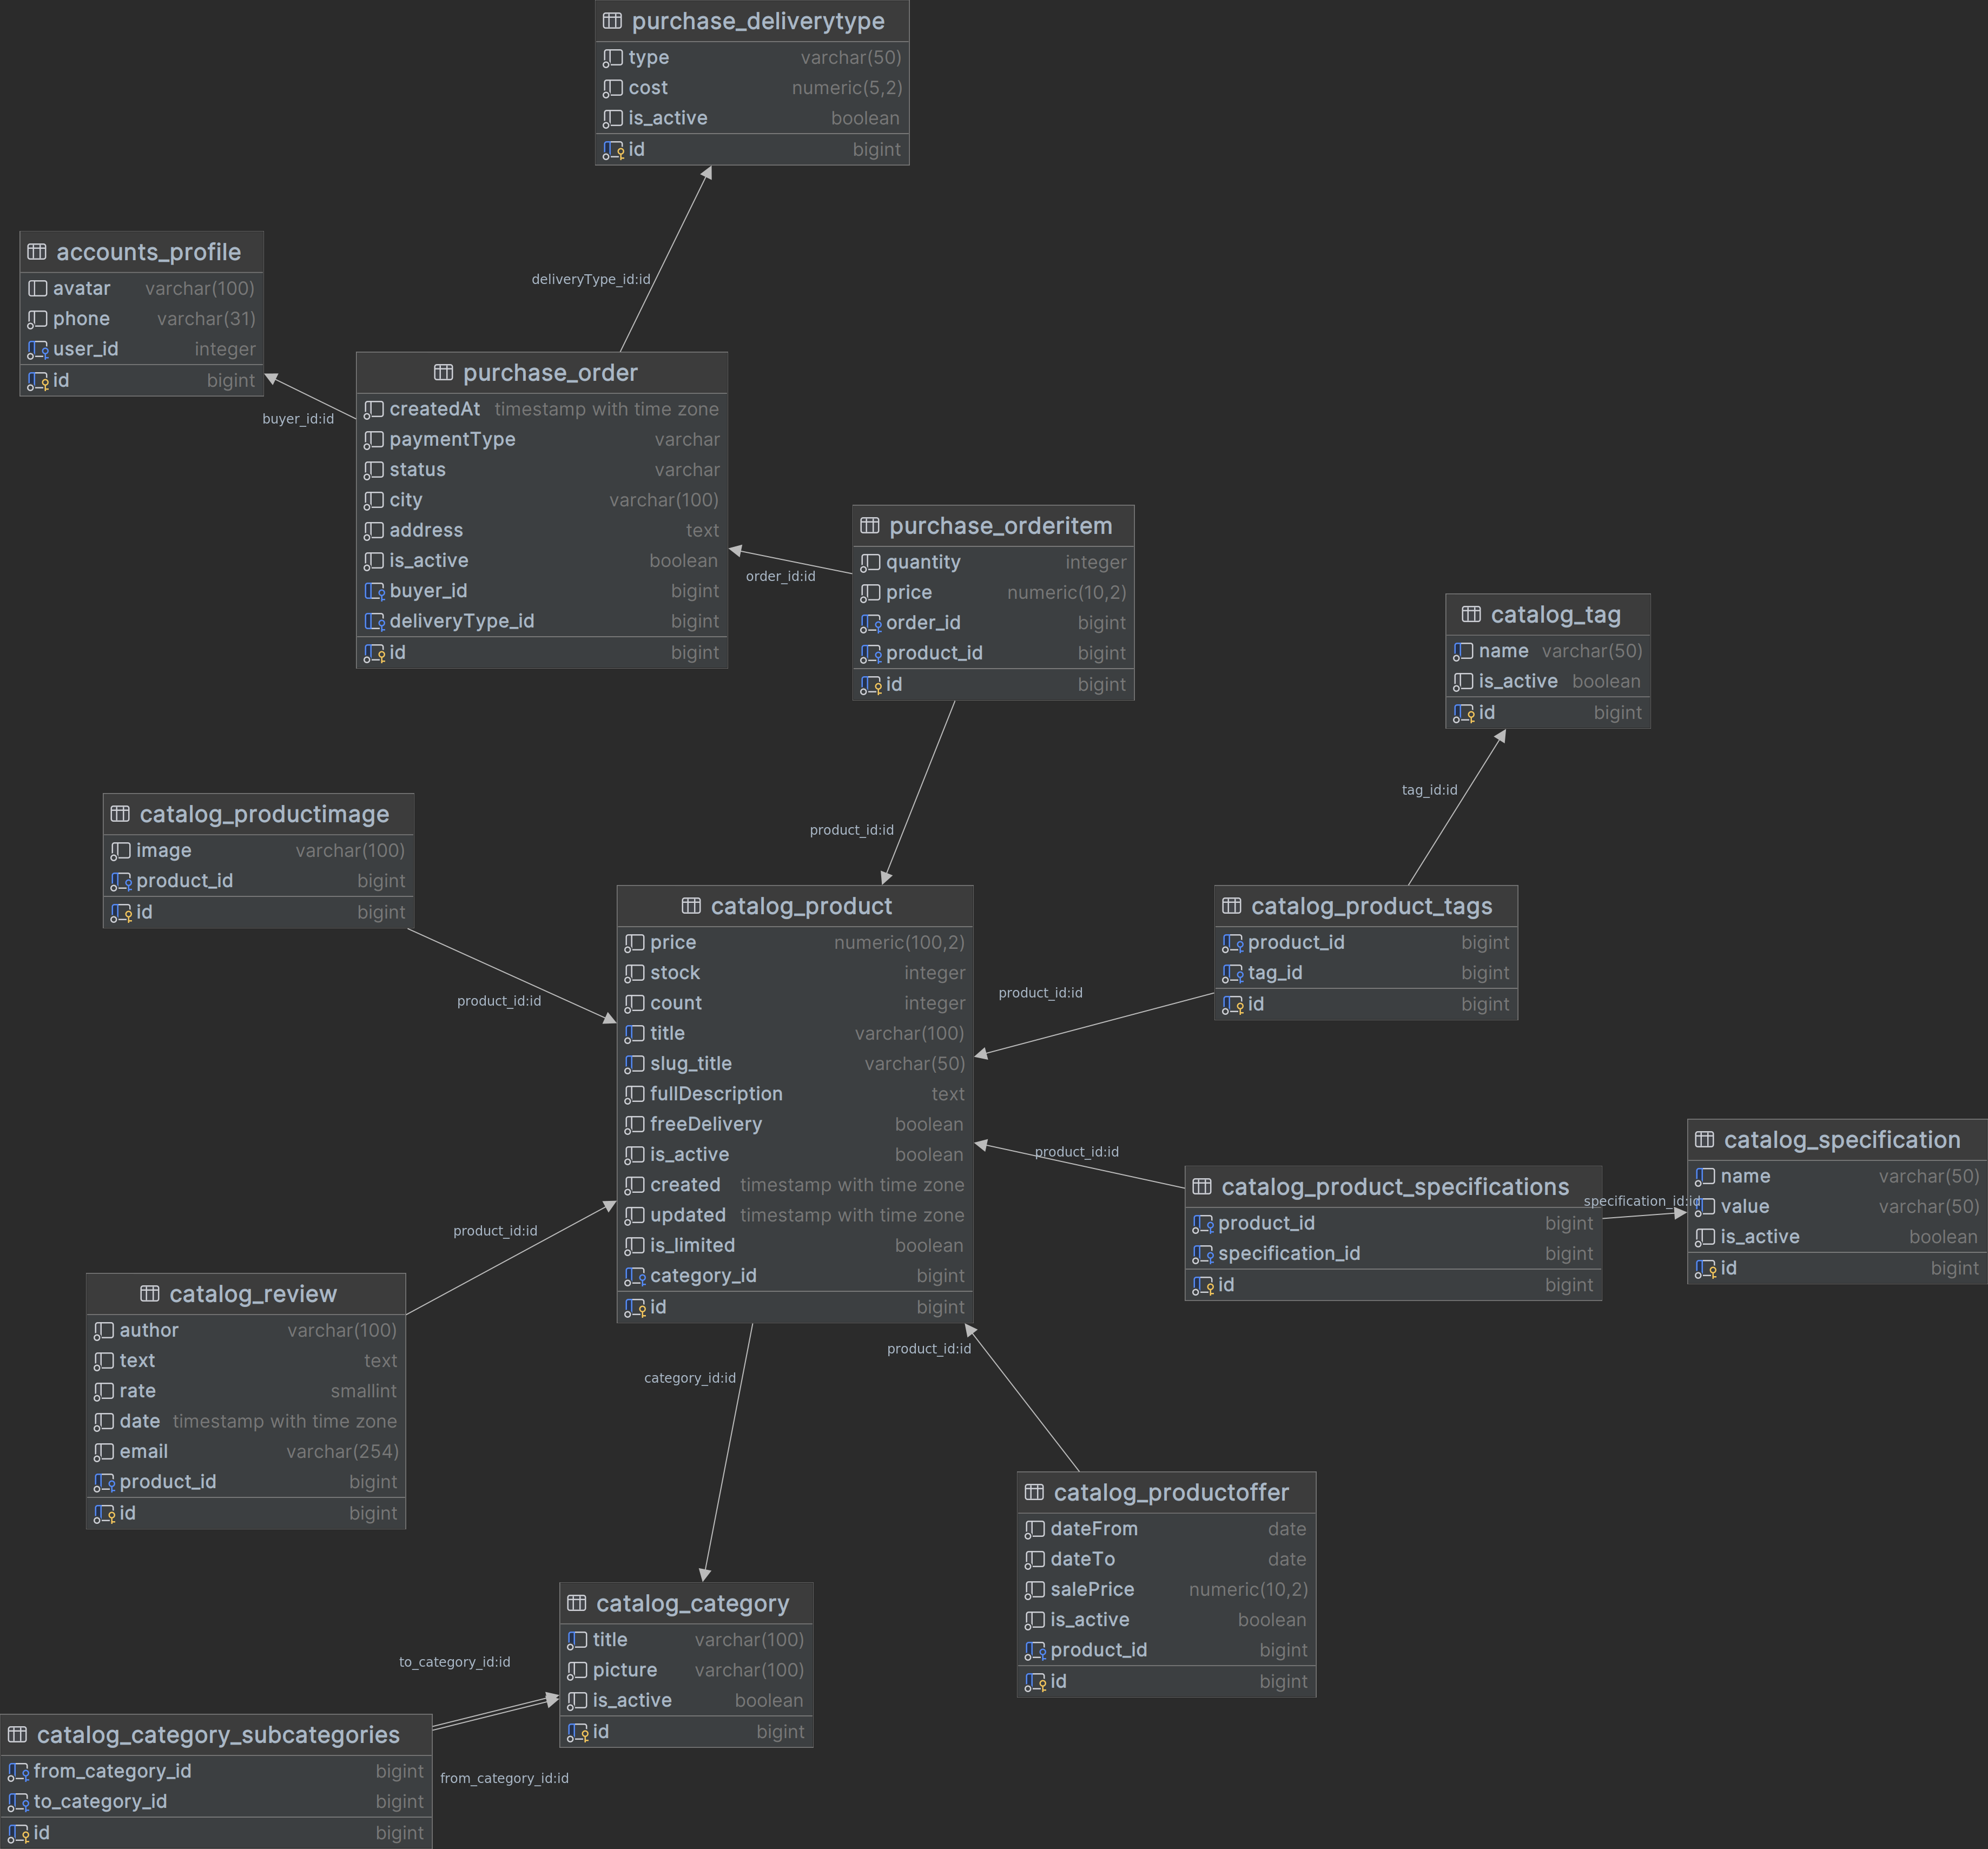 purchase_deliverytype
type varchar(50)
cost numeric(5,2)
is_active boolean
id bigint
deliveryType_id:id
accounts_profile
avatar varchar(100)
phone varchar(31)
user_id integer
id bigint
buyer_id:id
purchase_order
createdAt timestamp with time zone
paymentType varchar
status varchar
city varchar(100)
address text
is_active boolean
buyer_id bigint
deliveryType_id bigint
id bigint
order_id:id
purchase_orderitem
quantity integer
price numeric(10,2)
order_id bigint
product_id bigint
id bigint
product_id:id
catalog_tag
name varchar(50)
is_active boolean
id bigint
tag_id:id
catalog_productimage
image varchar(100)
product_id bigint
id bigint
product_id:id
catalog_product
price numeric(100,2)
stock integer
count integer
title varchar(100)
slug_title varchar(50)
fullDescription text
freeDelivery boolean
is_active boolean
created timestamp with time zone
updated timestamp with time zone
is_limited boolean
category_id bigint
id bigint
catalog_product_tags
product_id bigint
tag_id bigint
id bigint
product_id:id
catalog_product_specifications
product_id bigint
specification_id bigint
id bigint
product_id:id
specification_id:id
catalog_specification
name varchar(50)
value varchar(50)
is_active boolean
id bigint
product_id:id
catalog_review
author varchar(100)
text text
rate smallint
date timestamp with time zone
email varchar(254)
product_id bigint
id bigint
product_id:id
category_id:id
catalog_productoffer
dateFrom date
dateTo date
salePrice numeric(10,2)
is_active boolean
product_id bigint
id bigint
catalog_category
title varchar(100)
picture varchar(100)
is_active boolean
id bigint
to_category_id:id
catalog_category_subcategories
from_category_id bigint
to_category_id bigint
id bigint
from_category_id:id